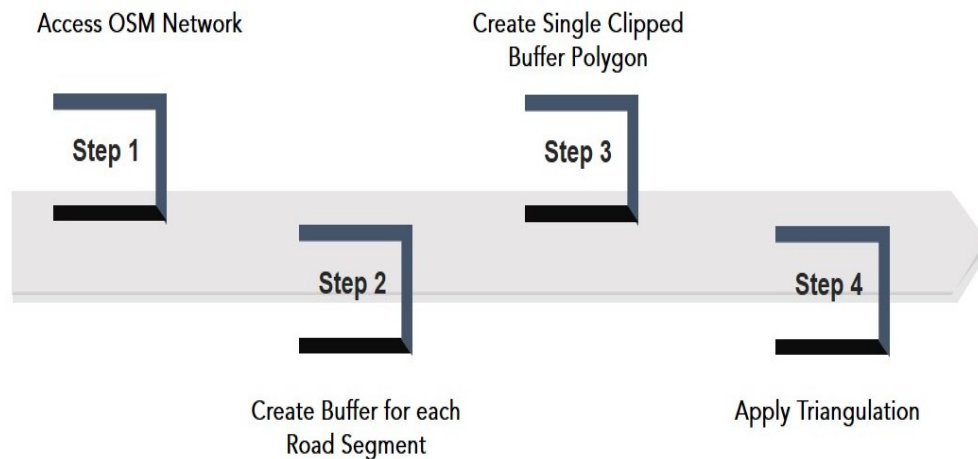 Access OSM Network
Step 1
Step 2
Create Buffer for each
Road Segment
Create Single Clipped
Buffer Polygon
Step 3
Step 4
Apply Triangulation